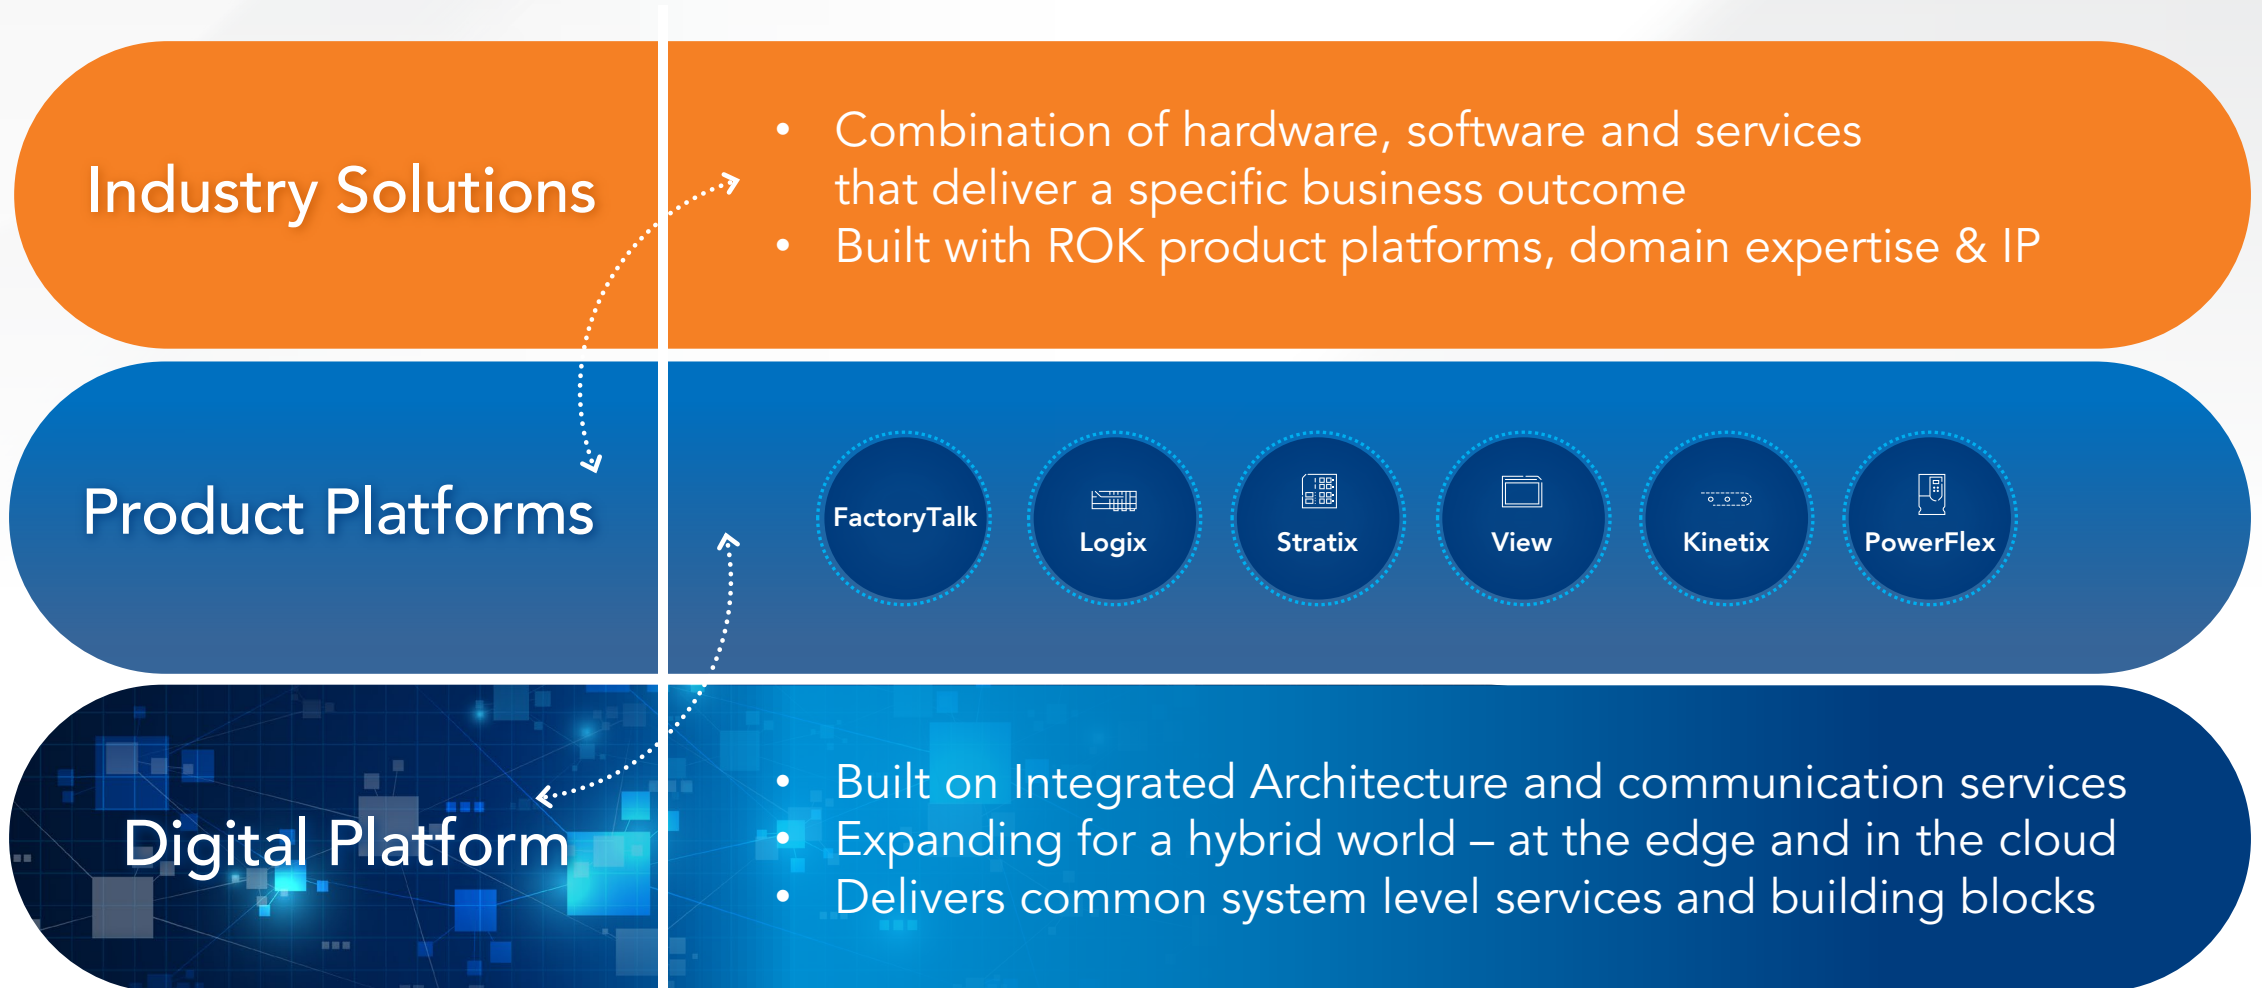 Industry Solutions
• Combination of hardware, software and services
that deliver a specific business outcome
• Built with ROK product platforms, domain expertise & IP
Product Platforms
FactoryTalk
Logix
Stratix
View
Kinetix
PowerFlex
Digital Platform
• Built on Integrated Architecture and communication services
• Expanding for a hybrid world – at the edge and in the cloud
• Delivers common system level services and building blocks